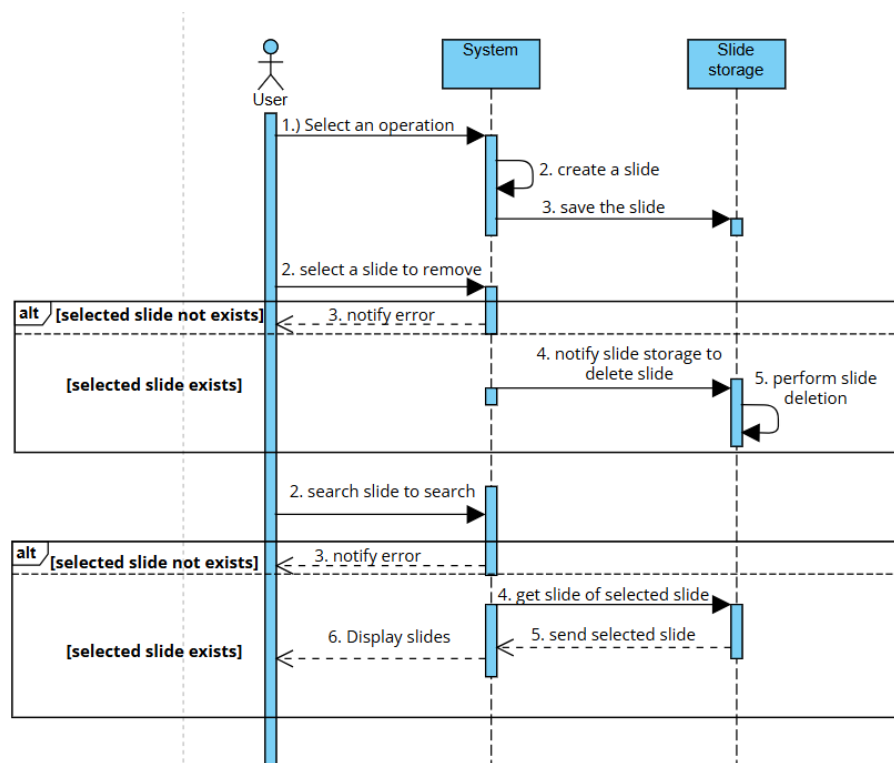 System
Slide
storage
User
1.) Select an operation
2. create a slide
3. save the slide
2. select a slide to remove
alt
[selected slide not exists]
3. notify error
4. notify slide storage to
delete slide
[selected slide exists]
5. perform slide
deletion
2. search slide to search
alt
[selected slide not exists]
3. notify error
4. get slide of selected slide
5. send selected slide
6. Display slides
[selected slide exists]